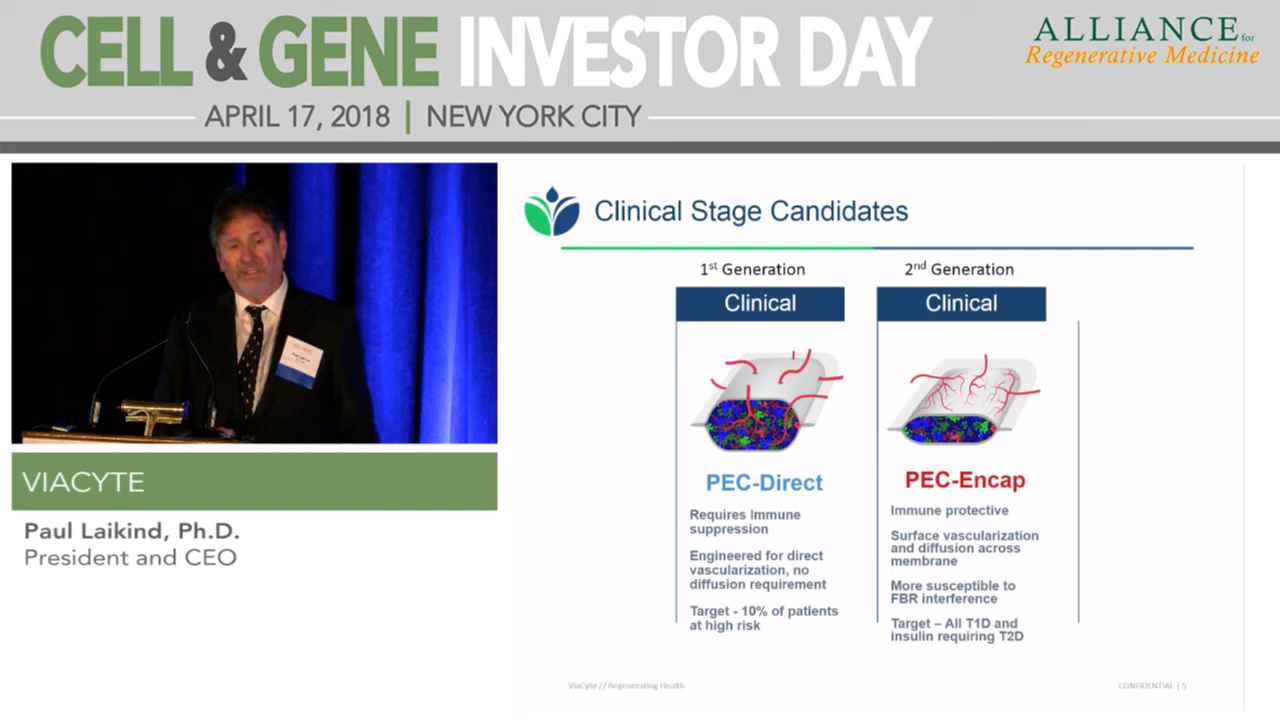 CELL & GENE INVESTOR DAY
APRIL 17, 2018 | NEW YORK CITY
ALLIANCE for
Regenerative Medicine
VIACYTE
Paul Laikind, Ph.D.
President and CEO
Clinical Stage Candidates
1st Generation
Clinical
PEC-Direct
Requires Immune
suppression
Engineered for direct
vascularization, no
diffusion requirement
Target - 10% of patients
at high risk
2nd Generation
Clinical
PEC-Encap
Immune protective
Surface vascularization
and diffusion across
membrane
More susceptible to
FBR interference
Target – All T1D and
insulin requiring T2D
ViaCyte // Regenerating Health
CONFIDENTIAL | 5